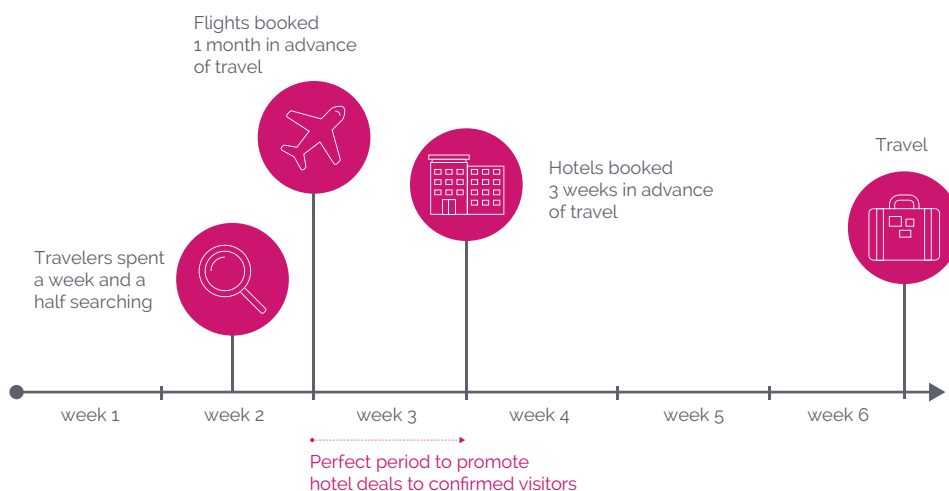 Flights booked
1 month in advance
of travel
Travel
Hotels booked
3 weeks in advance
of travel
Travelers spent
a week and a
half searching
week 1
week 2
week 3
week 4
week 5
week 6
Perfect period to promote
hotel deals to confirmed visitors